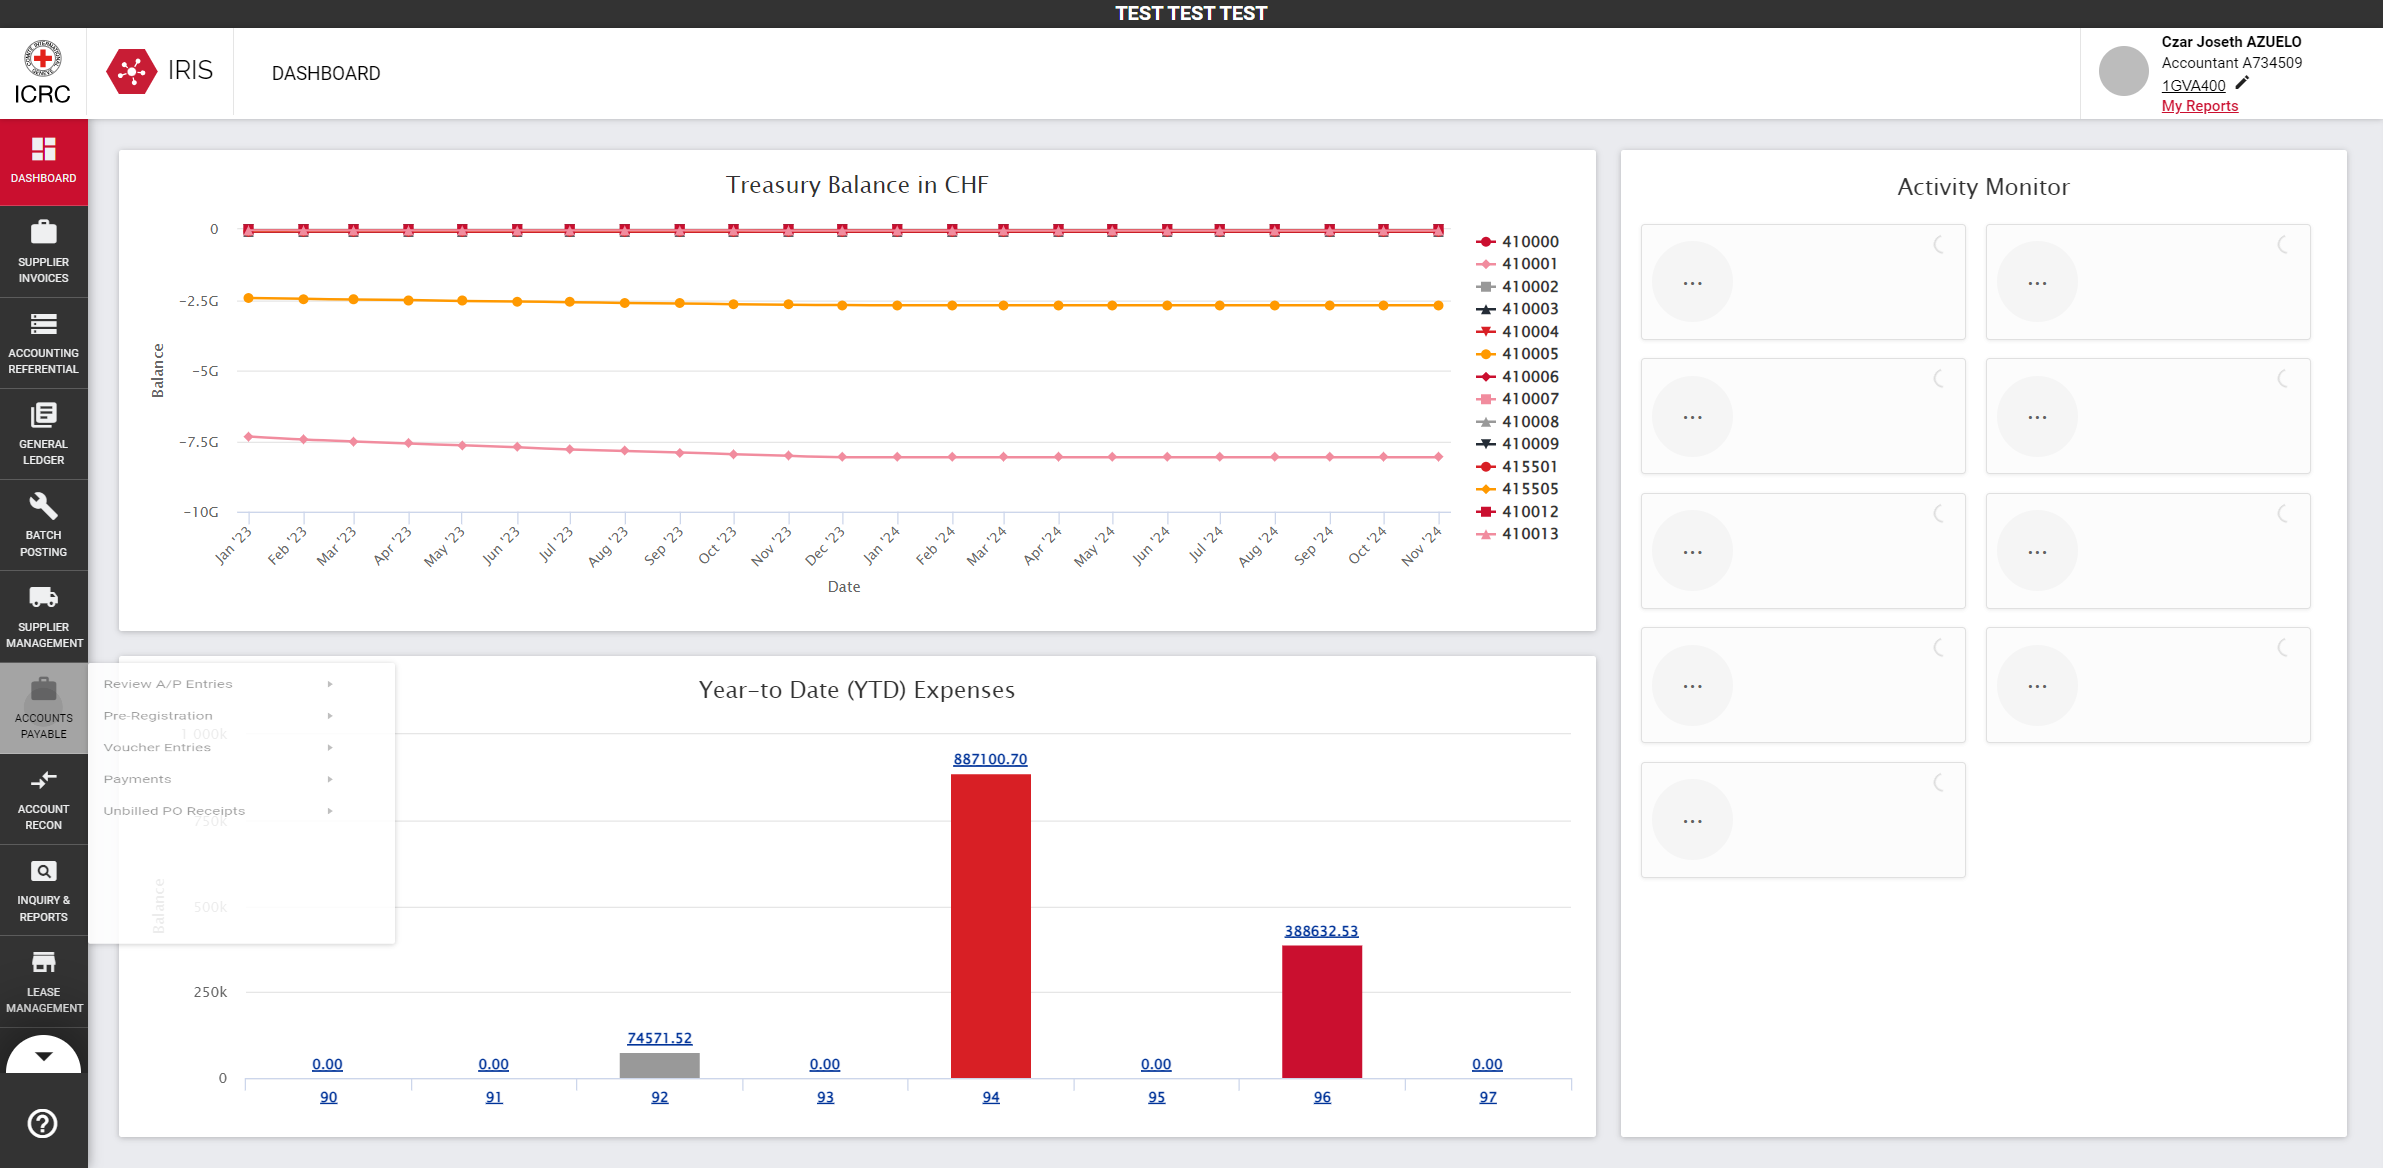 TEST TEST TEST
ICRC
IRIS
DASHBOARD
Czar Joseth AZUELO
Accountant A734509
1GVA400
My Reports
DASHBOARD
SUPPLIER
INVOICES
ACCOUNTING
REFERENTIAL
GENERAL
LEDGER
BATCH
POSTING
SUPPLIER
MANAGEMENT
ACCOUNTS
PAYABLE
ACCOUNT
RECON
INQUIRY &
REPORTS
LEASE
MANAGEMENT
Review A/P Entries
Pre-Registration
Voucher Entries
Payments
Unbilled PO Receipts
Treasury Balance in CHF
Balance
0
−2.5G
−5G
−7.5G
−10G
Jan '23
Feb '23
Mar '23
Apr '23
May '23
Jun '23
Jul '23
Aug '23
Sep '23
Oct '23
Nov '23
Dec '23
Jan '24
Feb '24
Mar '24
Apr '24
May '24
Jun '24
Jul '24
Aug '24
Sep '24
Oct '24
Nov '24
Date
410000
410001
410002
410003
410004
410005
410006
410007
410008
410009
415501
415505
410012
410013
Year-to Date (YTD) Expenses
Balance
1 000k
750k
500k
250k
0
0.00
0.00
74571.52
0.00
887100.70
0.00
388632.53
0.00
90
91
92
93
94
95
96
97
Activity Monitor
...
...
...
...
...
...
...
...
...